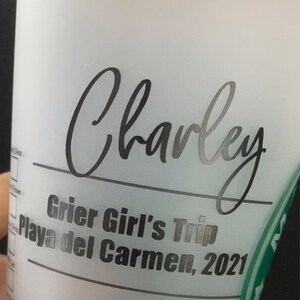 Charley
Grier Girl's Trip
Playa del Carmen, 2021